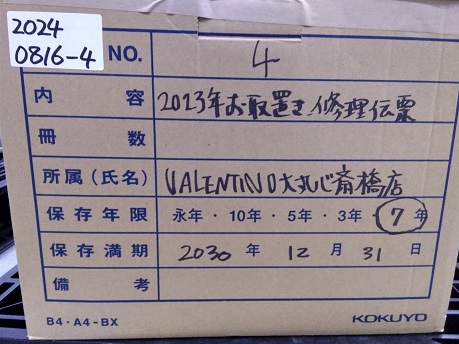 2024
0816-4
NO. 4
内容 2023年お取置き修理伝票
冊数
所属(氏名) VALENTINO大丸心斎橋店
保存年限 永年・10年・5年・3年・7年
保存満期 2030年12月31日
備考
B4・A4-BX KOKUYO